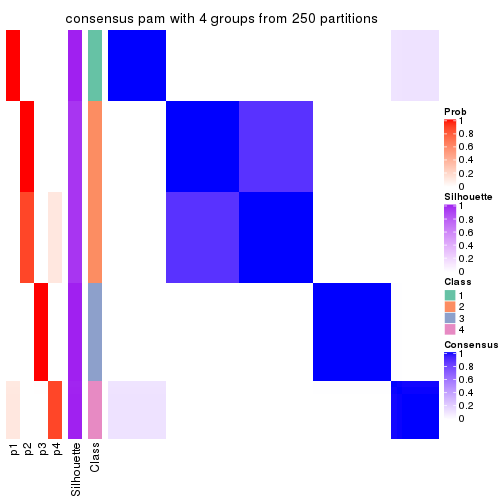 consensus pam with 4 groups from 250 partitions
Prob
1
0.8
0.6
0.4
0.2
0
Silhouette
1
0.8
0.6
0.4
0.2
0
Class
1
2
3
4
Consensus
1
0.8
0.6
0.4
0.2
0
p1
p2
p3
p4
Silhouette
Class